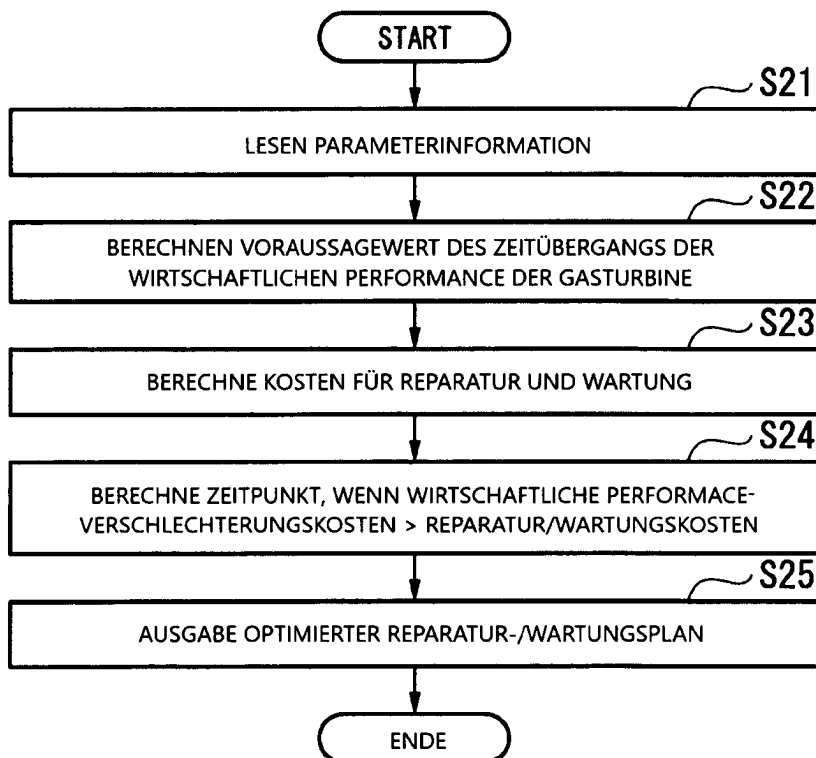 START
S21
LESEN PARAMETERINFORMATION
S22
BERECHNEN VORAUSSAGEWERT DES ZEITÜBERGANGS DER
WIRTSCHAFTLICHEN PERFORMANCE DER GASTURBINE
S23
BERECHNE KOSTEN FÜR REPARATUR UND WARTUNG
S24
BERECHNE ZEITPUNKT, WENN WIRTSCHAFTLICHE PERFORMACE-
VERSCHLECHTERUNGSKOSTEN > REPARATUR/WARTUNGSKOSTEN
S25
AUSGABE OPTIMIERTER REPARATUR-/WARTUNGSPLAN
ENDE